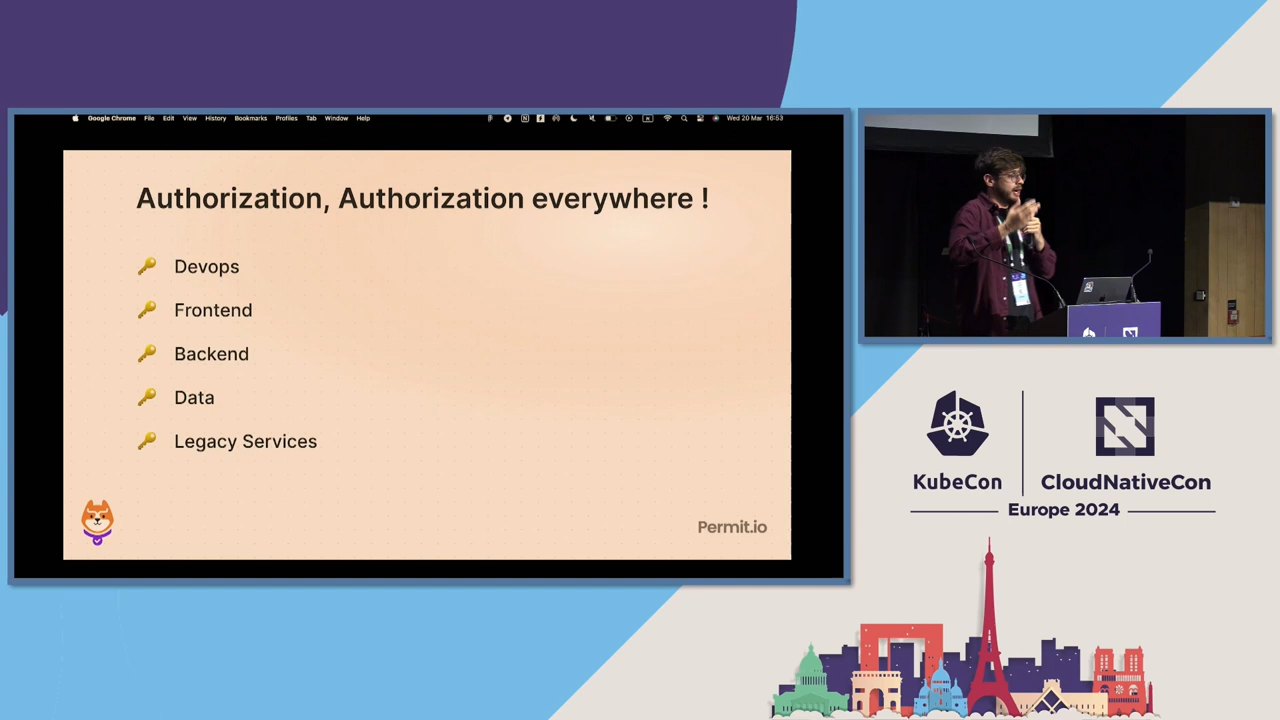 Google Chrome File Edit View History Bookmarks Profiles Tab Window Help Wed 20 Mar 16:53
Authorization, Authorization everywhere !
Devops
Frontend
Backend
Data
Legacy Services
Permit.io
KubeCon CloudNativeCon
Europe 2024